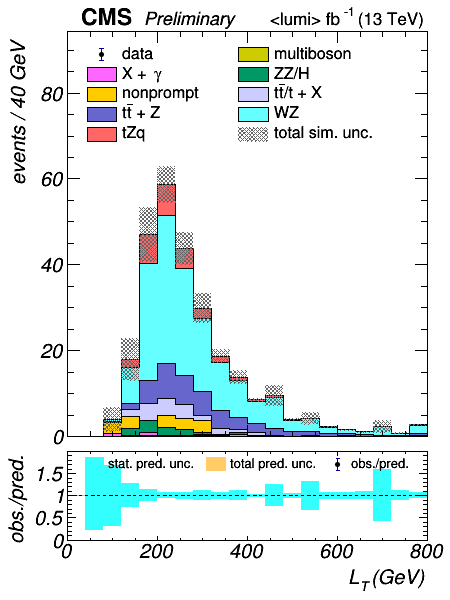 CMS Preliminary <lumi> fb⁻¹ (13 TeV)
events / 40 GeV
data multiboson
X + γ ZZ/H
nonprompt tt̄/t + X
tt̄ + Z WZ
tZq total sim. unc.
80
60
40
20
0
obs./pred.
stat. pred. unc. total pred. unc. obs./pred.
1.5
1
0.5
0
0 200 400 600 800
L_T(GeV)